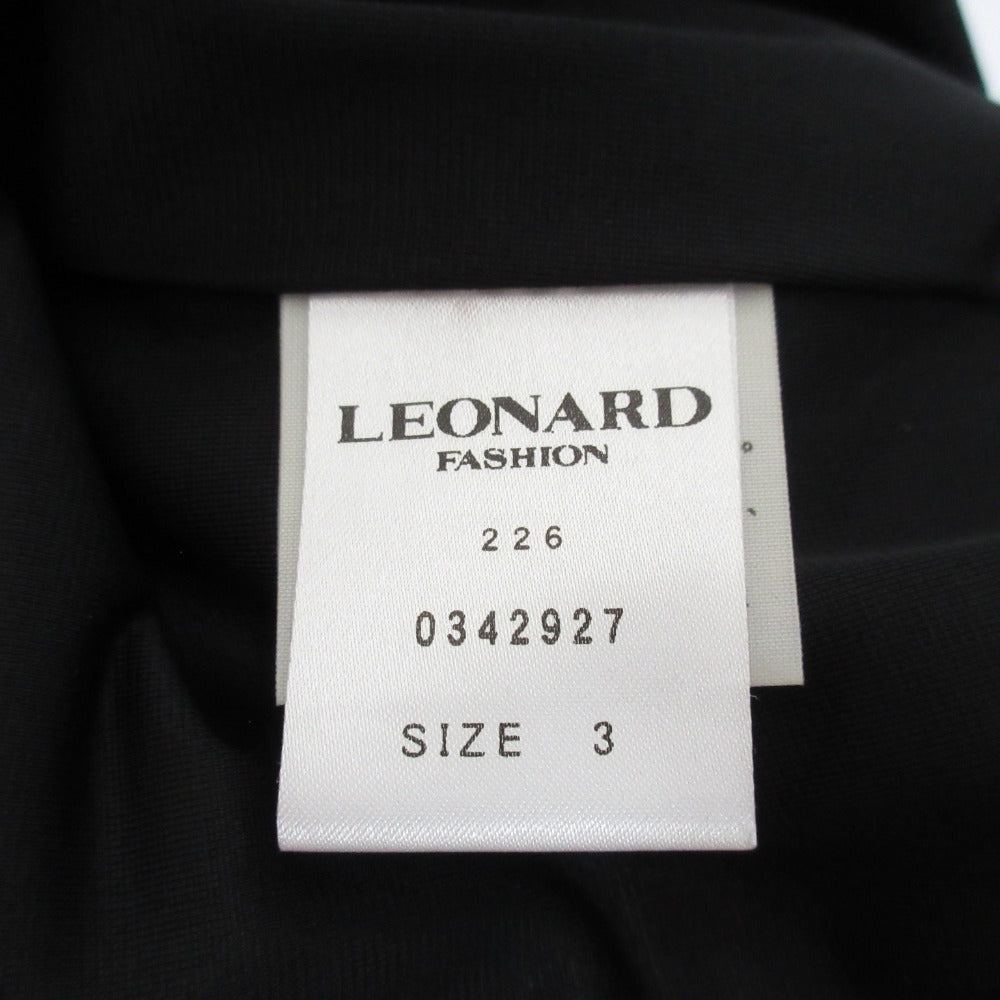 LEONARD
FASHION
226
0342927
SIZE 3